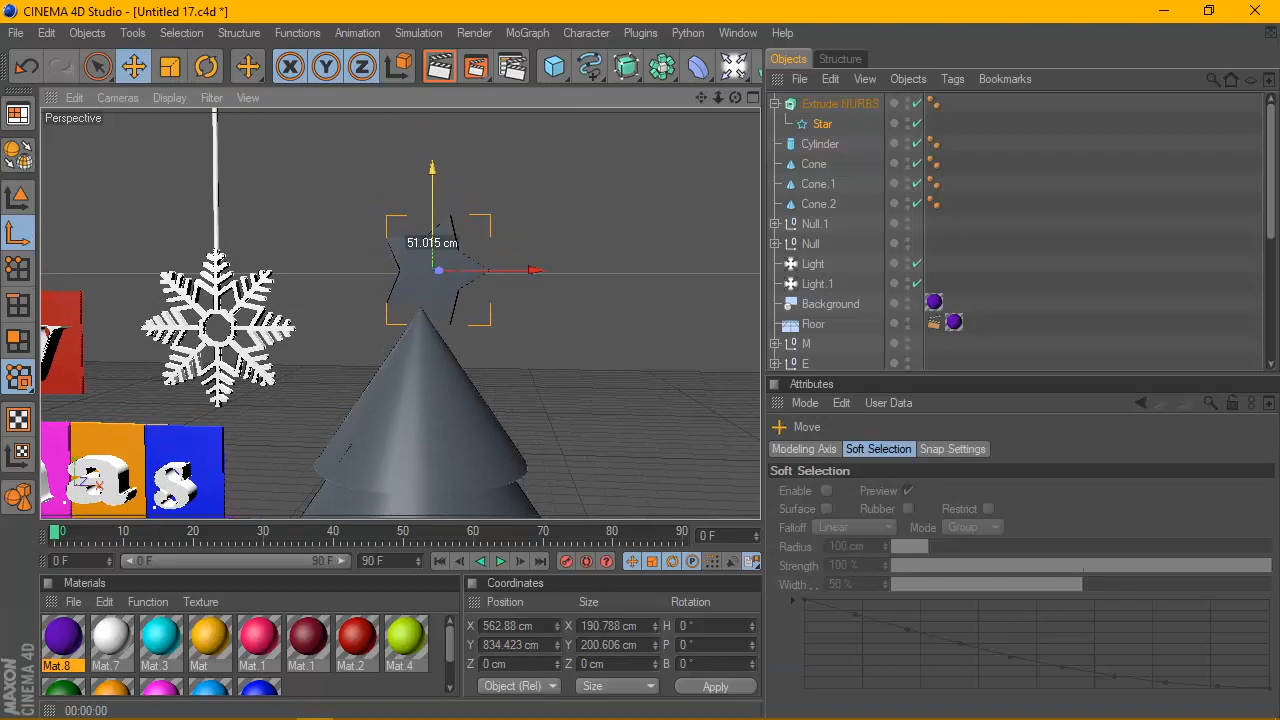 CINEMA 4D Studio - [Untitled 17.c4d *]
File Edit Objects Tools Selection Structure Functions Animation Simulation Render MoGraph Character Plugins Python Window Help
Objects Structure
Edit Cameras Display Filter View
File Edit View Objects Tags Bookmarks
Perspective
51.015 cm
Extrude NURBS
Star
Cylinder
Cone
Cone.1
Cone.2
Null.1
Null
Light
Light.1
Background
Floor
M
E
a s
Attributes
Mode Edit User Data
Move
Modeling Axis Soft Selection Snap Settings
Soft Selection
Enable Preview
Surface Rubber Restrict
Falloff Linear Mode Group
Radius 100 cm
Strength 100 %
Width . . 50 %
0 10 20 30 40 50 60 70 80 90 0 F
0 F 0 F 90 F 90 F
Materials
File Edit Function Texture
Mat.8 Mat.7 Mat.3 Mat Mat.1 Mat.1 Mat.2 Mat.4
Coordinates
Position Size Rotation
X 562.88 cm X 190.788 cm H 0 °
Y 834.423 cm Y 200.606 cm P 0 °
Z 0 cm Z 0 cm B 0 °
Object (Rel) Size Apply
MAXON
CINEMA 4D
00:00:00